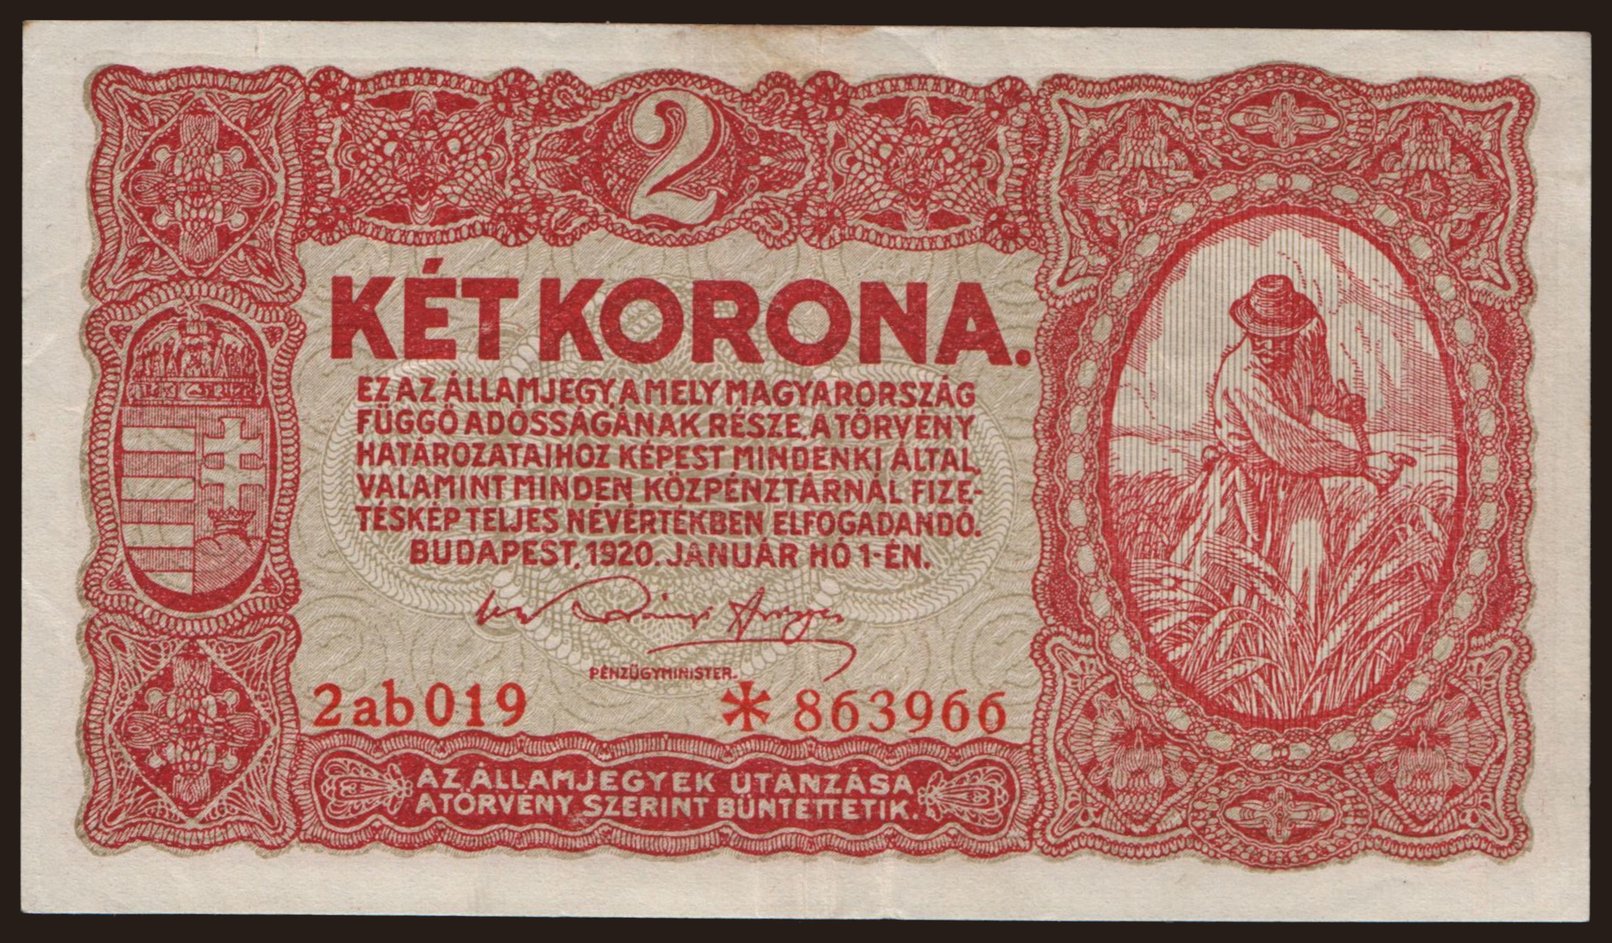 2
KÉT KORONA.
EZ AZ ÁLLAMJEGY, AMELY MAGYARORSZÁG
FÜGGŐ ADOSSÁGÁNAK RÉSZE, A TÖRVÉNY
HATÁROZATAIHOZ KÉPEST MINDENKI ÁLTAL,
VALAMINT MINDEN KÖZPÉNZTÁRNÁL FIZE-
TÉSKÉP TELJES NÉVÉRTÉKBEN ELFOGADANDÓ.
BUDAPEST, 1920. JANUÁR HÓ 1-ÉN.
PÉNZÜGYMINISTER.
2ab019 * 863966
AZ ÁLLAMJEGYEK UTÁNZÁSA
A TÖRVÉNY SZERINT BÜNTETTETIK.